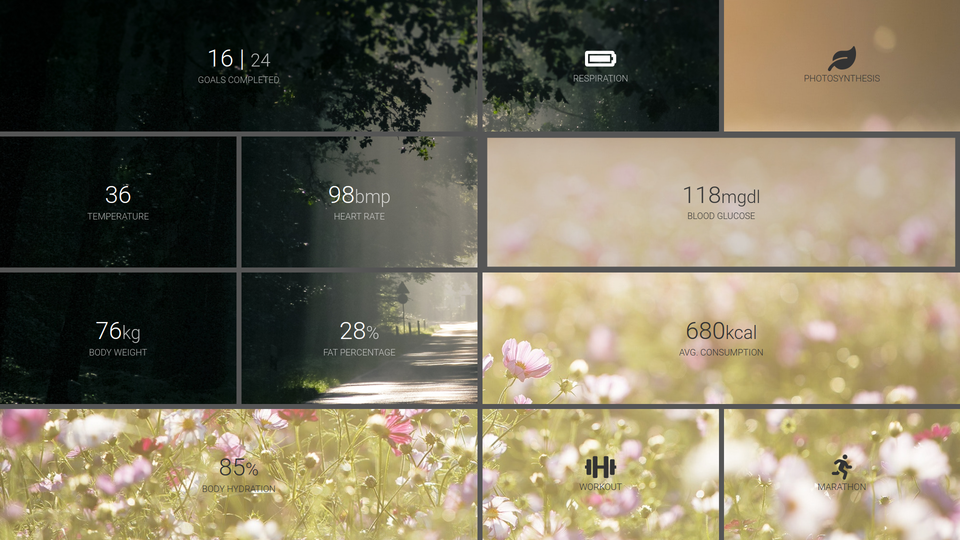 16 | 24
GOALS COMPLETED
RESPIRATION
PHOTOSYNTHESIS
36
TEMPERATURE
98bmp
HEART RATE
118mgdl
BLOOD GLUCOSE
76kg
BODY WEIGHT
28%
FAT PERCENTAGE
680kcal
AVG. CONSUMPTION
85%
BODY HYDRATION
WORKOUT
MARATHON